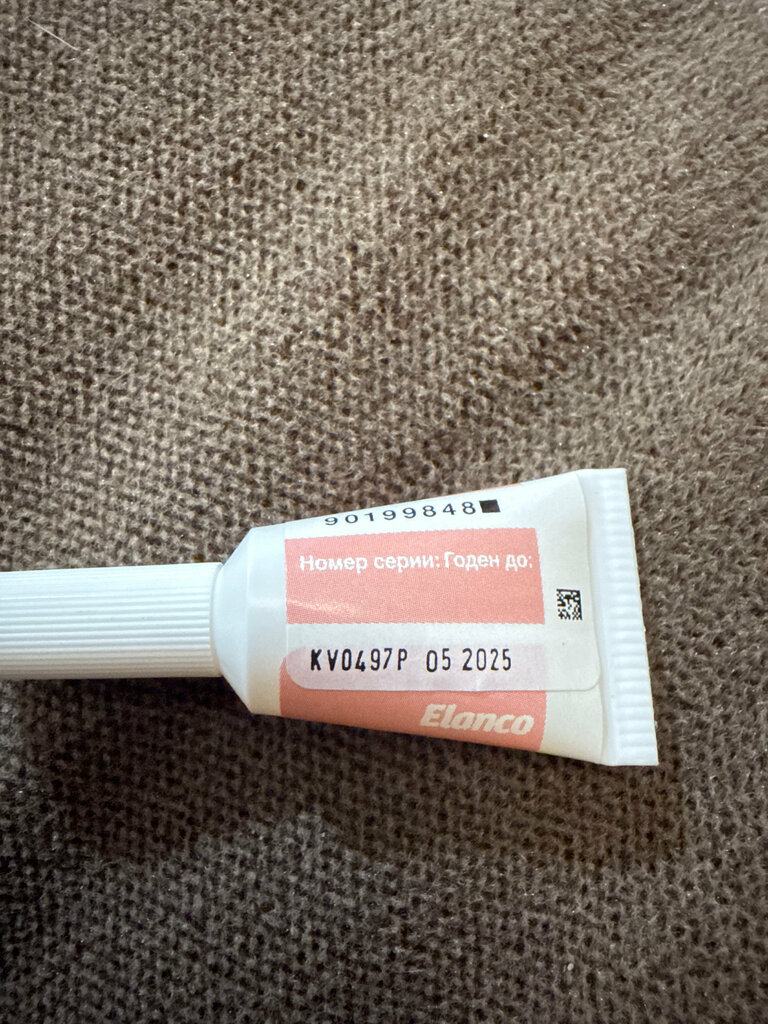 90199848
Номер серии: Годен до:
KV0497P 05 2025
Elanco